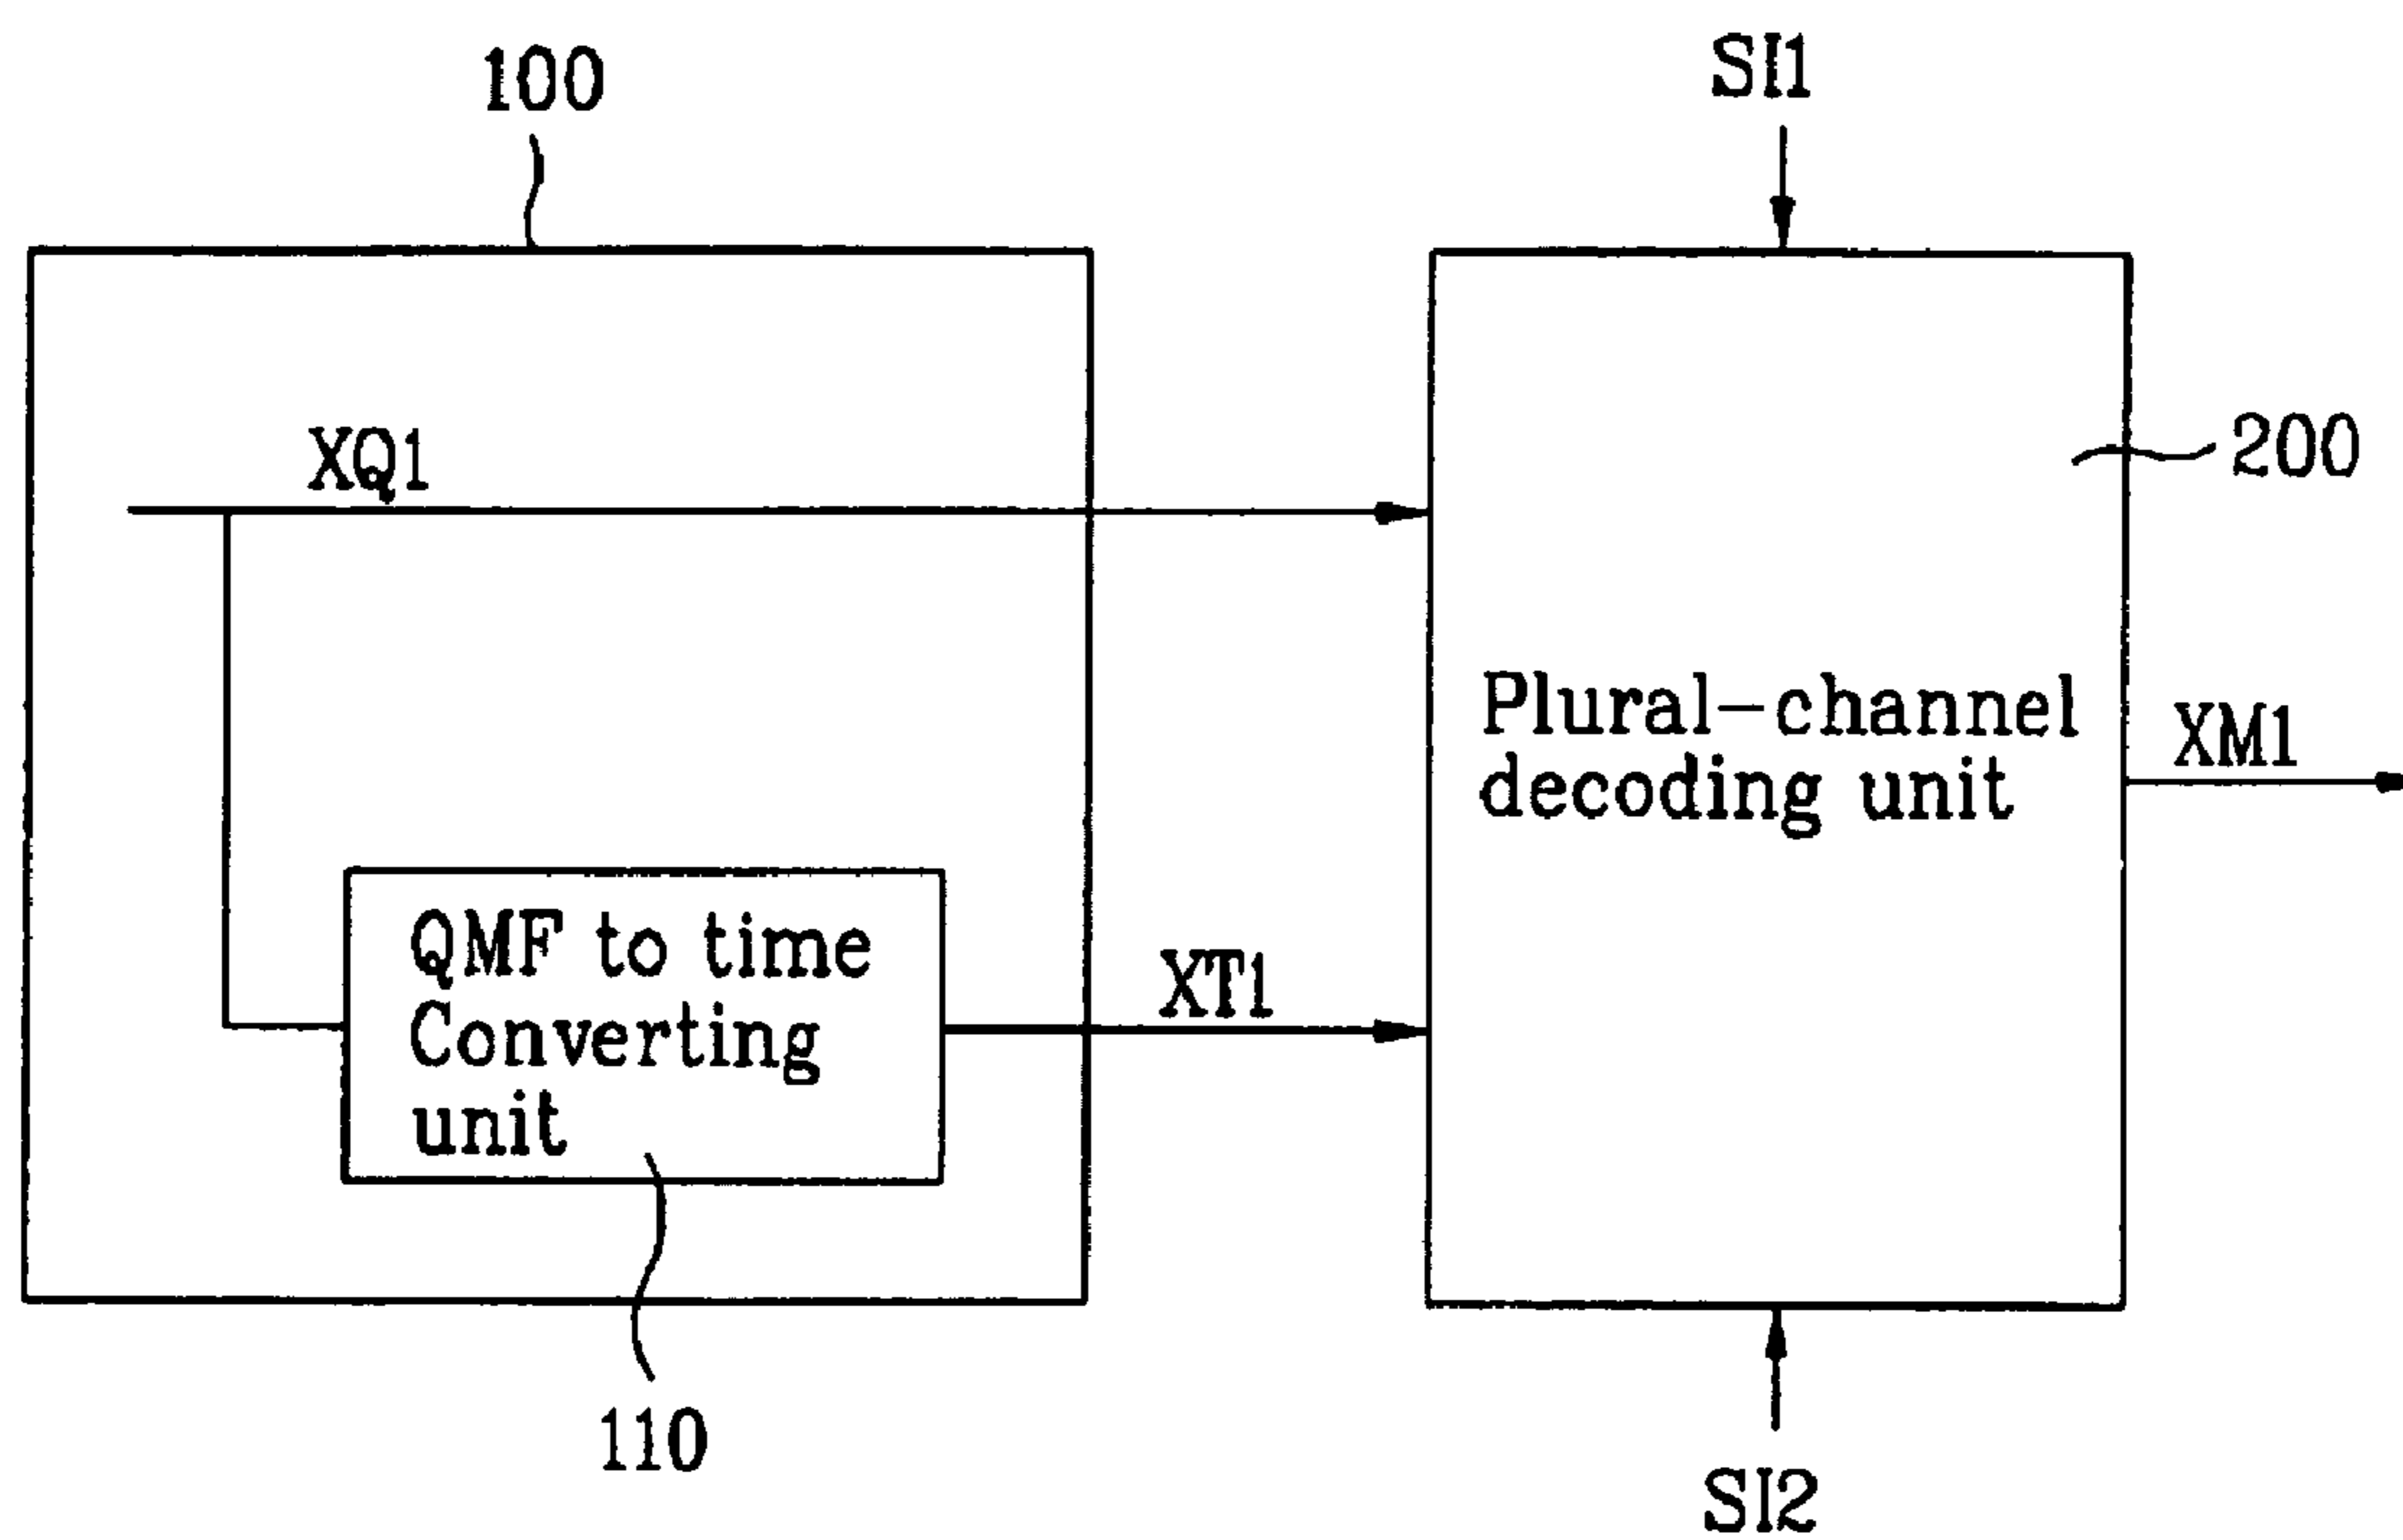 100
SI1
XQ1
200
Plural-channel
decoding unit
XM1
QMF to time
Converting
unit
XT1
110
SI2